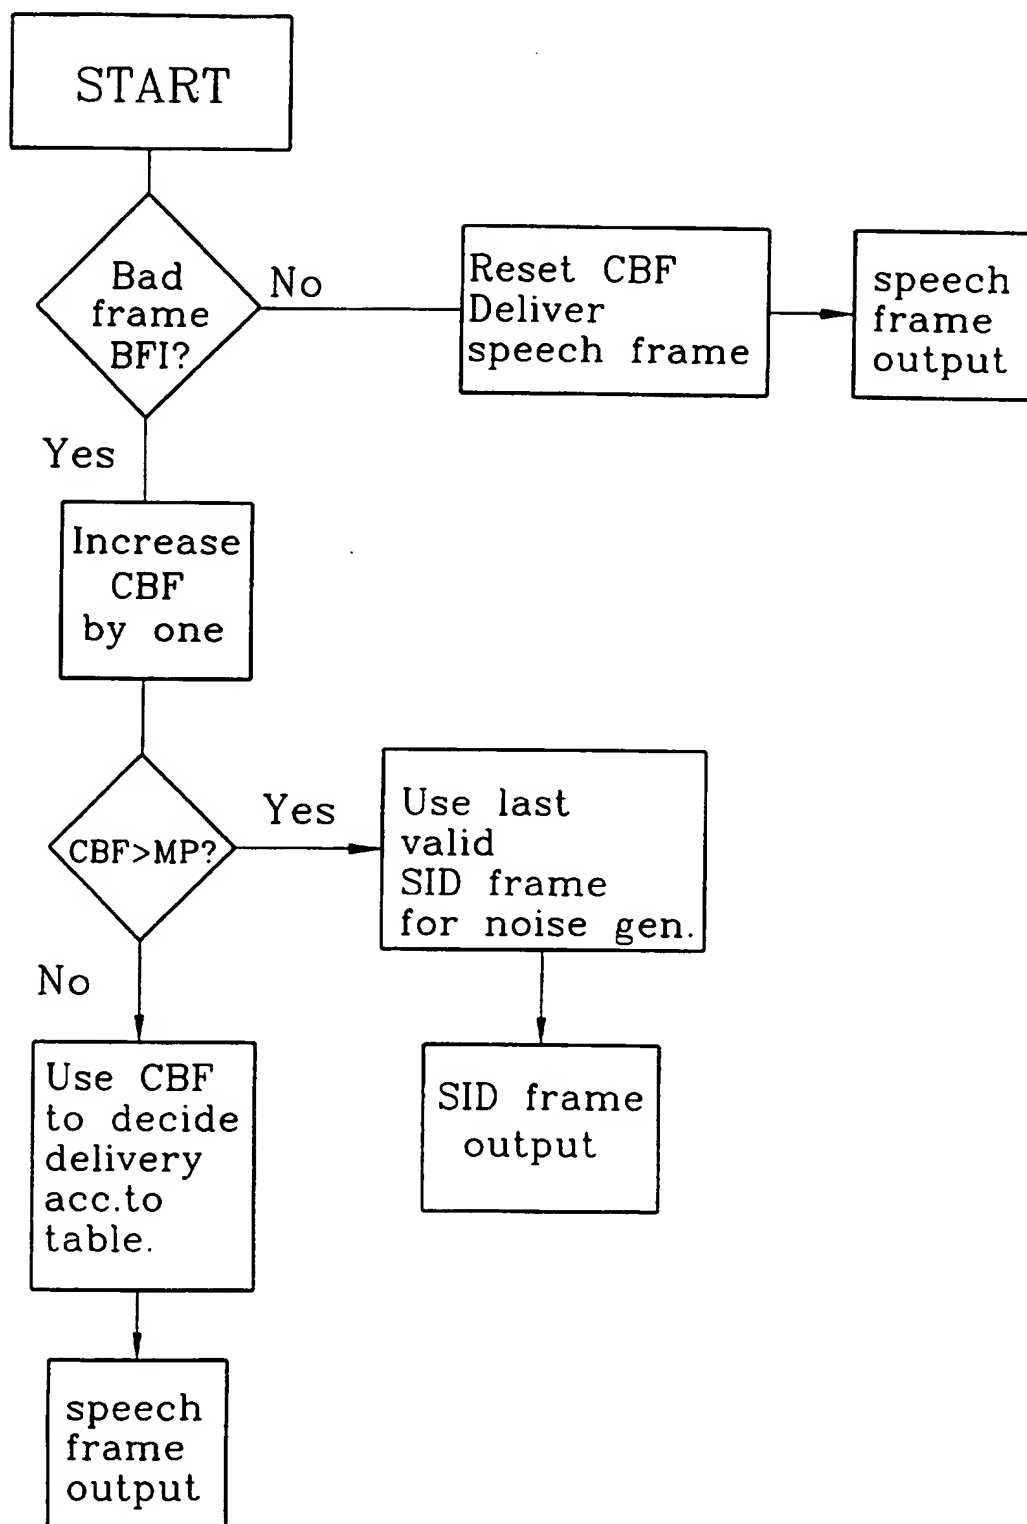 START
Bad
frame
BFI?
No
Reset CBF
Deliver
speech frame
speech
frame
output
Yes
Increase
CBF
by one
CBF>MP?
Yes
Use last
valid
SID frame
for noise gen.
No
SID frame
output
Use CBF
to decide
delivery
acc.to
table.
speech
frame
output